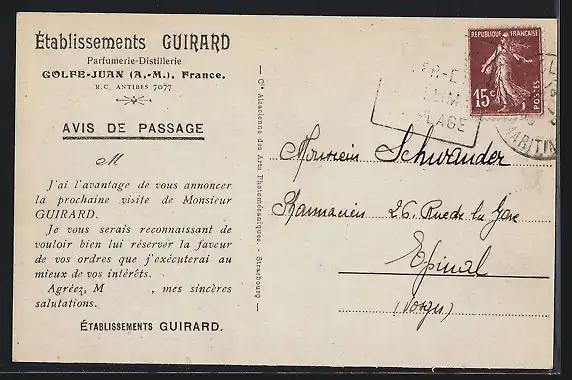 Établissements GUIRARD
Parfumerie-Distillerie
GOLFE-JUAN (A.-M.), France.
R.C. ANTIBES 7077
AVIS DE PASSAGE
M
J'ai l'avantage de vous annoncer
la prochaine visite de Monsieur
GUIRARD.
Je vous serais reconnaissant de
vouloir bien lui réserver la faveur
de vos ordres que j'exécuterai au
mieux de vos intérêts.
Agréez, M , mes sincères
salutations.
ÉTABLISSEMENTS GUIRARD.
— Cie Alsacienne des Arts Photomécaniques. - Strasbourg —
REPUBLIQUE FRANÇAISE
15c
POSTES
CLIM
PLAGE
MARITIM
Monsieur Schwander
26 Rue de la Gare
Epinal
(Vosges)